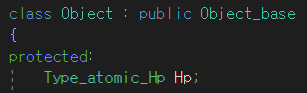 class Object : public Object_base
{
protected:
Type_atomic_Hp Hp;